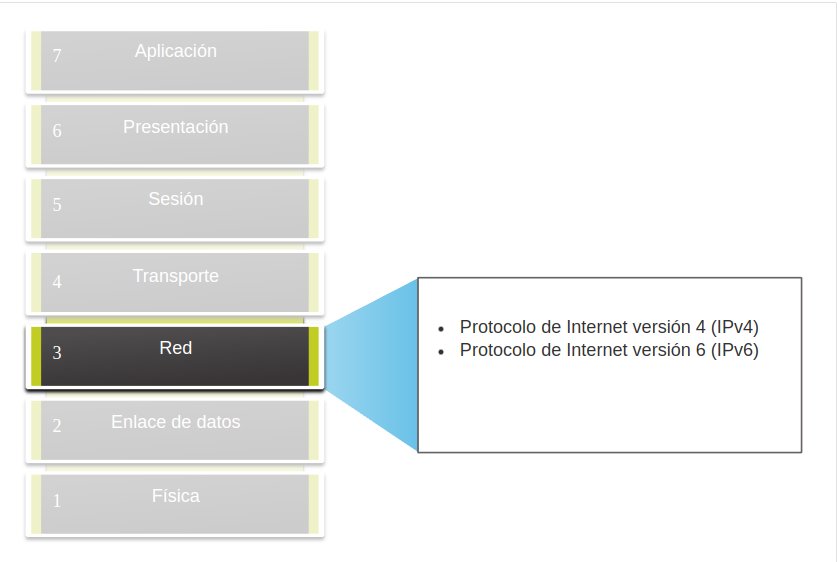 7 Aplicación
6 Presentación
5 Sesión
4 Transporte
3 Red
2 Enlace de datos
1 Física
• Protocolo de Internet versión 4 (IPv4)
• Protocolo de Internet versión 6 (IPv6)